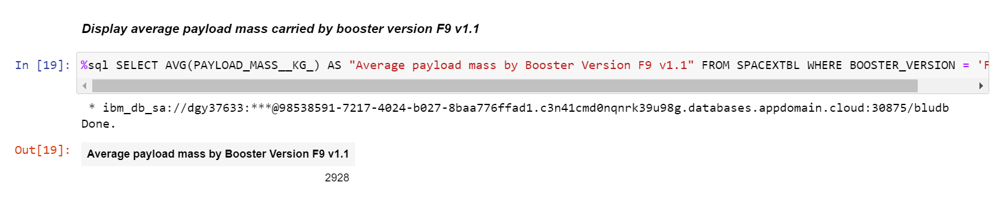 Display average payload mass carried by booster version F9 v1.1
In [19]: %sql SELECT AVG(PAYLOAD_MASS__KG_) AS "Average payload mass by Booster Version F9 v1.1" FROM SPACEXTBL WHERE BOOSTER_VERSION = 'F
* ibm_db_sa://dgy37633:***@98538591-7217-4024-b027-8baa776ffad1.c3n41cmd0nqnrk39u98g.databases.appdomain.cloud:30875/bludb
Done.
Out[19]: Average payload mass by Booster Version F9 v1.1
2928